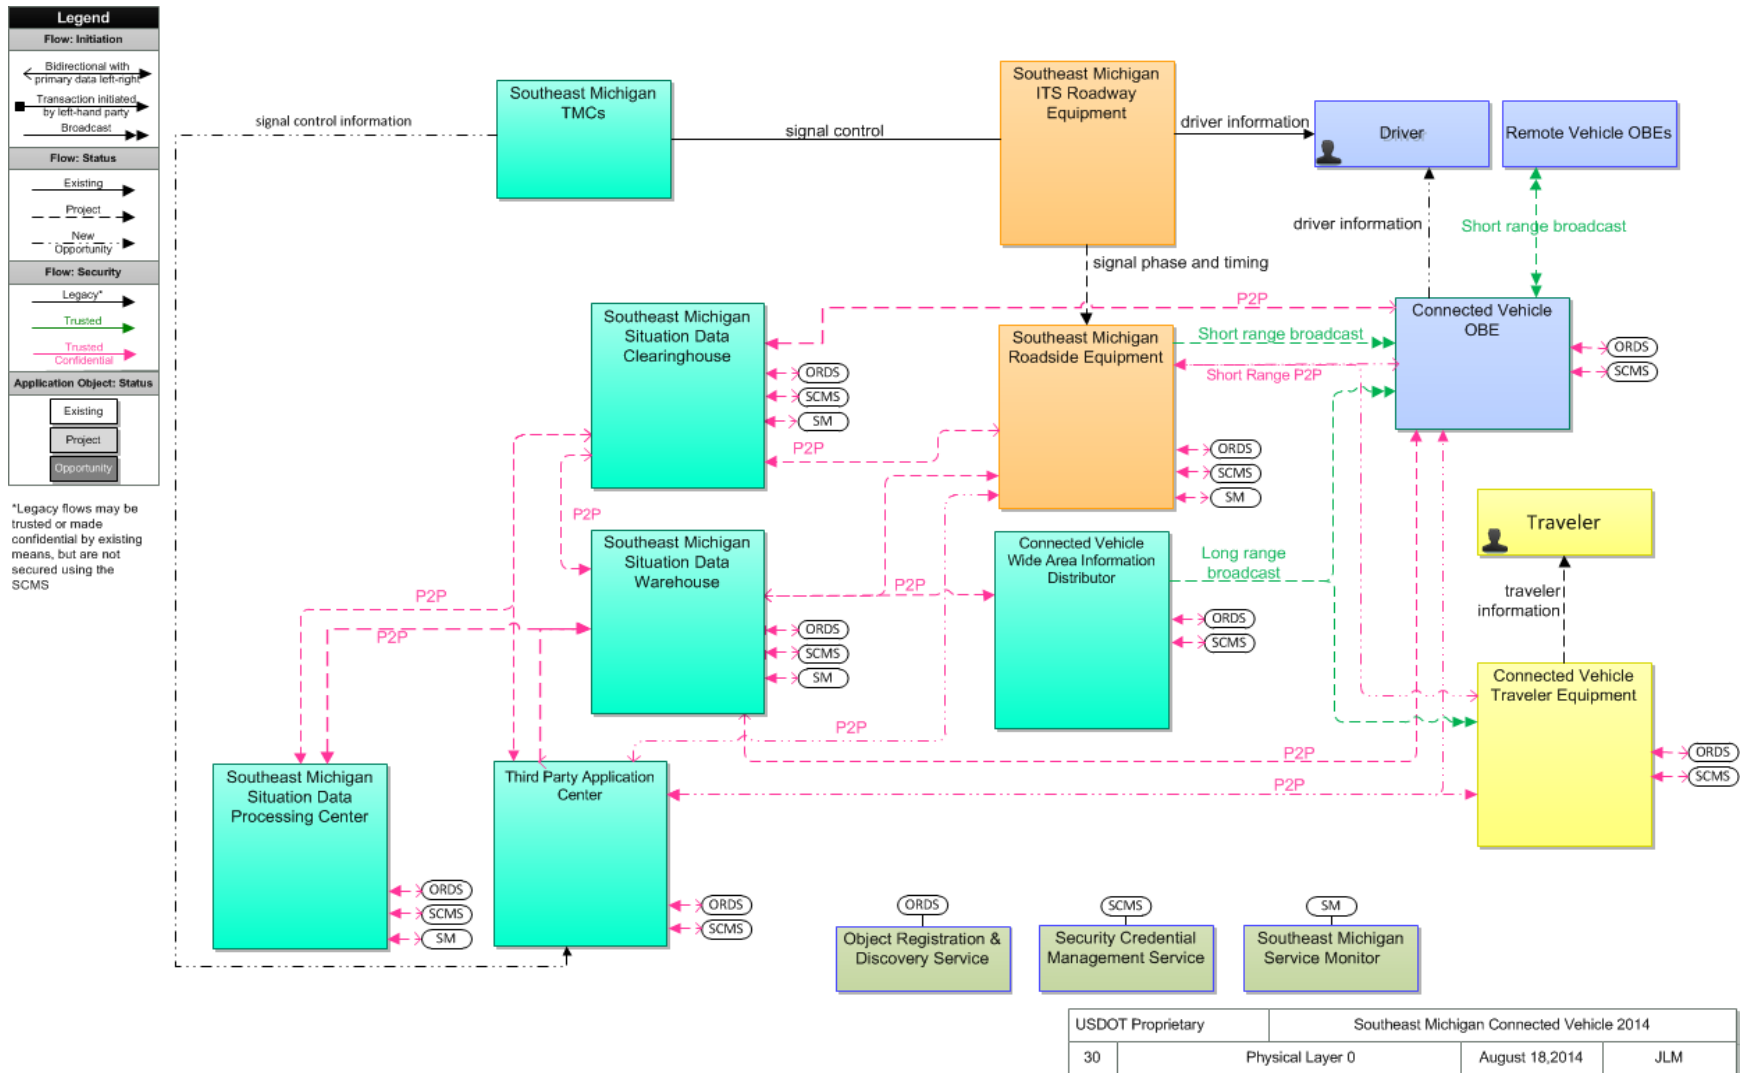 Legend
Flow: Initiation
Bidirectional with
primary data left-right
Transaction initiated
by left-hand party
Broadcast
Flow: Status
Existing
Project
New
Opportunity
Flow: Security
Legacy*
Trusted
Trusted
Confidential
Application Object: Status
Existing
Project
Opportunity
*Legacy flows may be
trusted or made
confidential by existing
means, but are not
secured using the
SCMS
signal control information
Southeast Michigan
TMCs
signal control
Southeast Michigan
ITS Roadway
Equipment
driver information
Driver
Remote Vehicle OBEs
driver information
Short range broadcast
signal phase and timing
P2P
Southeast Michigan
Situation Data
Clearinghouse
ORDS
SCMS
SM
P2P
Southeast Michigan
Roadside Equipment
Short range broadcast
Short Range P2P
ORDS
SCMS
SM
Connected Vehicle
OBE
ORDS
SCMS
P2P
Southeast Michigan
Situation Data
Warehouse
ORDS
SCMS
SM
P2P
Connected Vehicle
Wide Area Information
Distributor
Long range
broadcast
ORDS
SCMS
Traveler
traveler
information
Connected Vehicle
Traveler Equipment
ORDS
SCMS
P2P
P2P
P2P
P2P
P2P
Southeast Michigan
Situation Data
Processing Center
ORDS
SCMS
SM
Third Party Application
Center
ORDS
SCMS
ORDS
Object Registration &
Discovery Service
SCMS
Security Credential
Management Service
SM
Southeast Michigan
Service Monitor
USDOT Proprietary
Southeast Michigan Connected Vehicle 2014
30
Physical Layer 0
August 18,2014
JLM